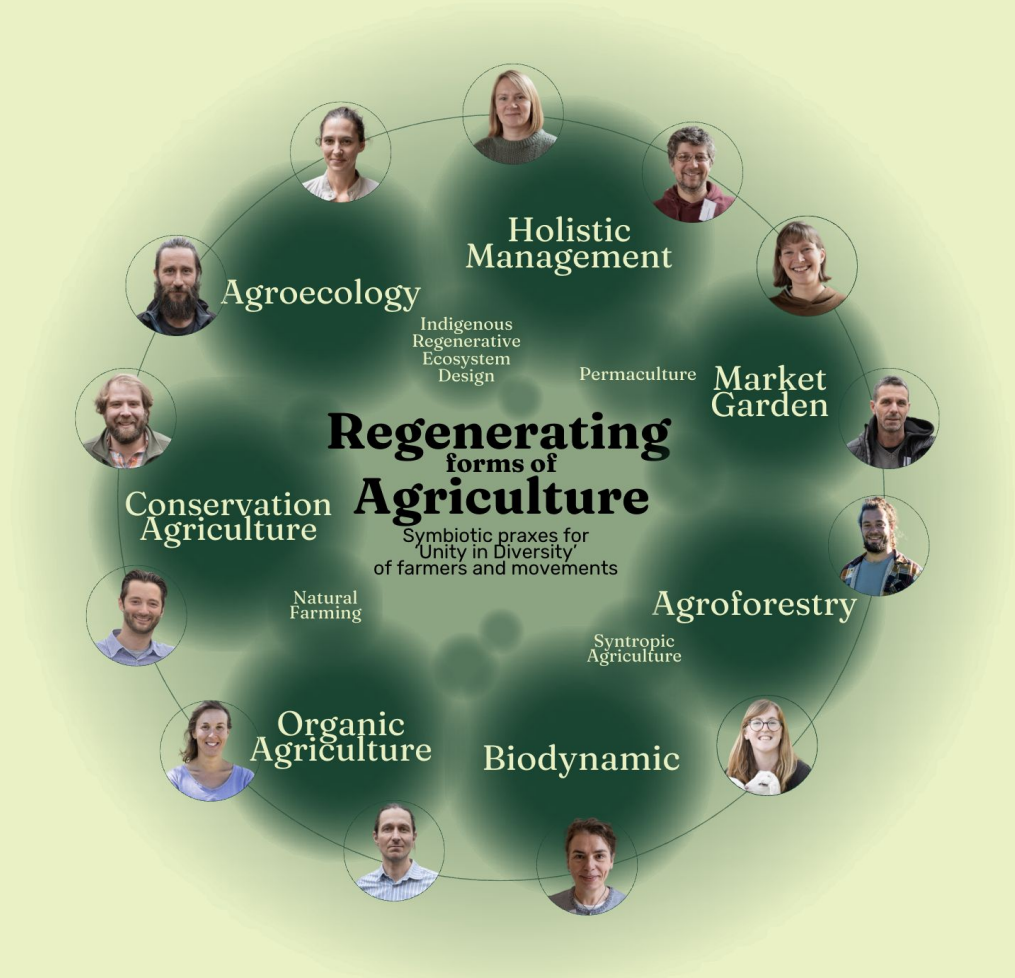 Holistic
Management
Agroecology
Indigenous
Regenerative
Ecosystem
Design
Permaculture
Market
Garden
Regenerating
forms of
Agriculture
Symbiotic praxes for
'Unity in Diversity'
of farmers and movements
Conservation
Agriculture
Natural
Farming
Agroforestry
Syntropic
Agriculture
Organic
Agriculture
Biodynamic